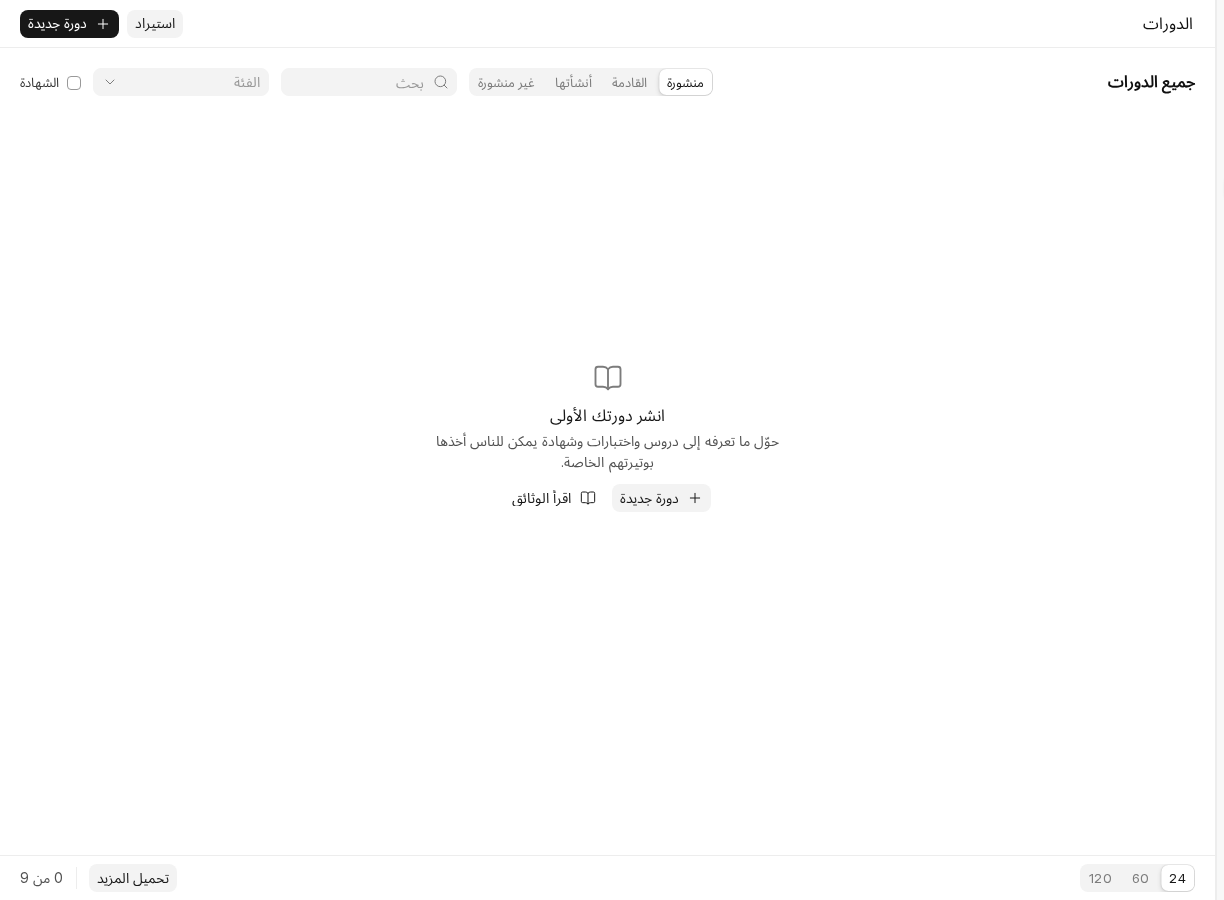 الدورات
استيراد
دورة جديدة
جميع الدورات
منشورة
القادمة
أنشأتها
غير منشورة
بحث
الفئة
الشهادة
انشر دورتك الأولى
حوّل ما تعرفه إلى دروس واختبارات وشهادة يمكن للناس أخذها
بوتيرتهم الخاصة.
دورة جديدة
اقرأ الوثائق
24
60
120
تحميل المزيد
0 من 9